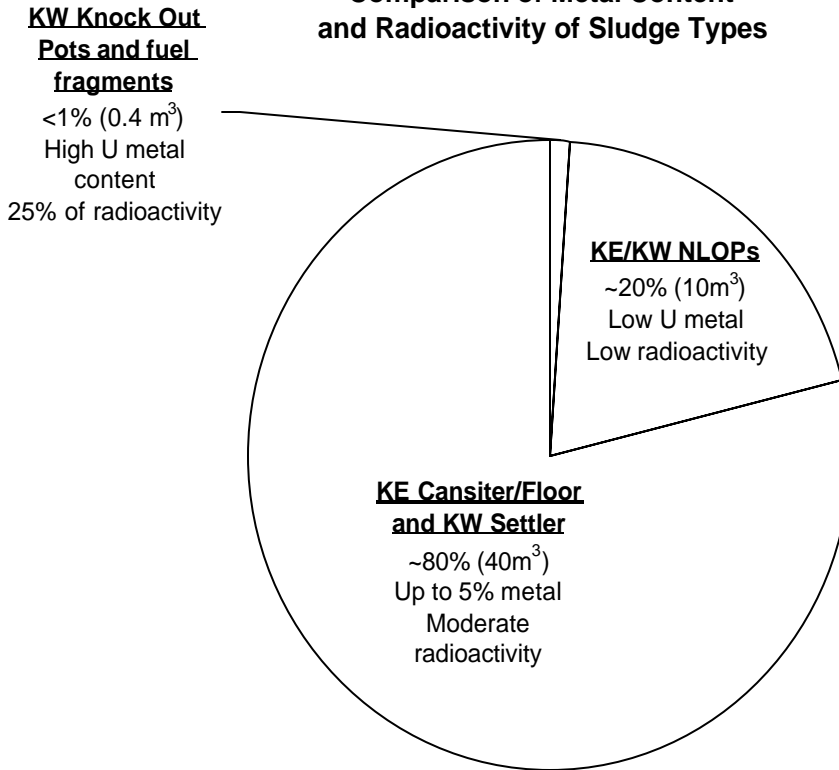 Comparison of Metal Content
and Radioactivity of Sludge Types
KW Knock Out
Pots and fuel
fragments
<1% (0.4 m³)
High U metal
content
25% of radioactivity
KE/KW NLOPs
~20% (10m³)
Low U metal
Low radioactivity
KE Cansiter/Floor
and KW Settler
~80% (40m³)
Up to 5% metal
Moderate
radioactivity